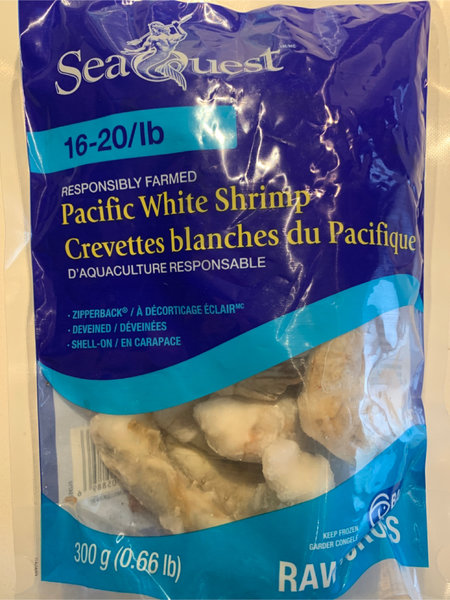 SeaQuest
16-20/lb
RESPONSIBLY FARMED
Pacific White Shrimp
Crevettes blanches du Pacifique
D'AQUACULTURE RESPONSABLE
· ZIPPERBACK® / À DÉCORTICAGE ÉCLAIR MC
· DEVEINED / DÉVEINÉES
· SHELL-ON / EN CARAPACE
KEEP FROZEN
GARDER CONGELÉ
300 g (0.66 lb)
RAW